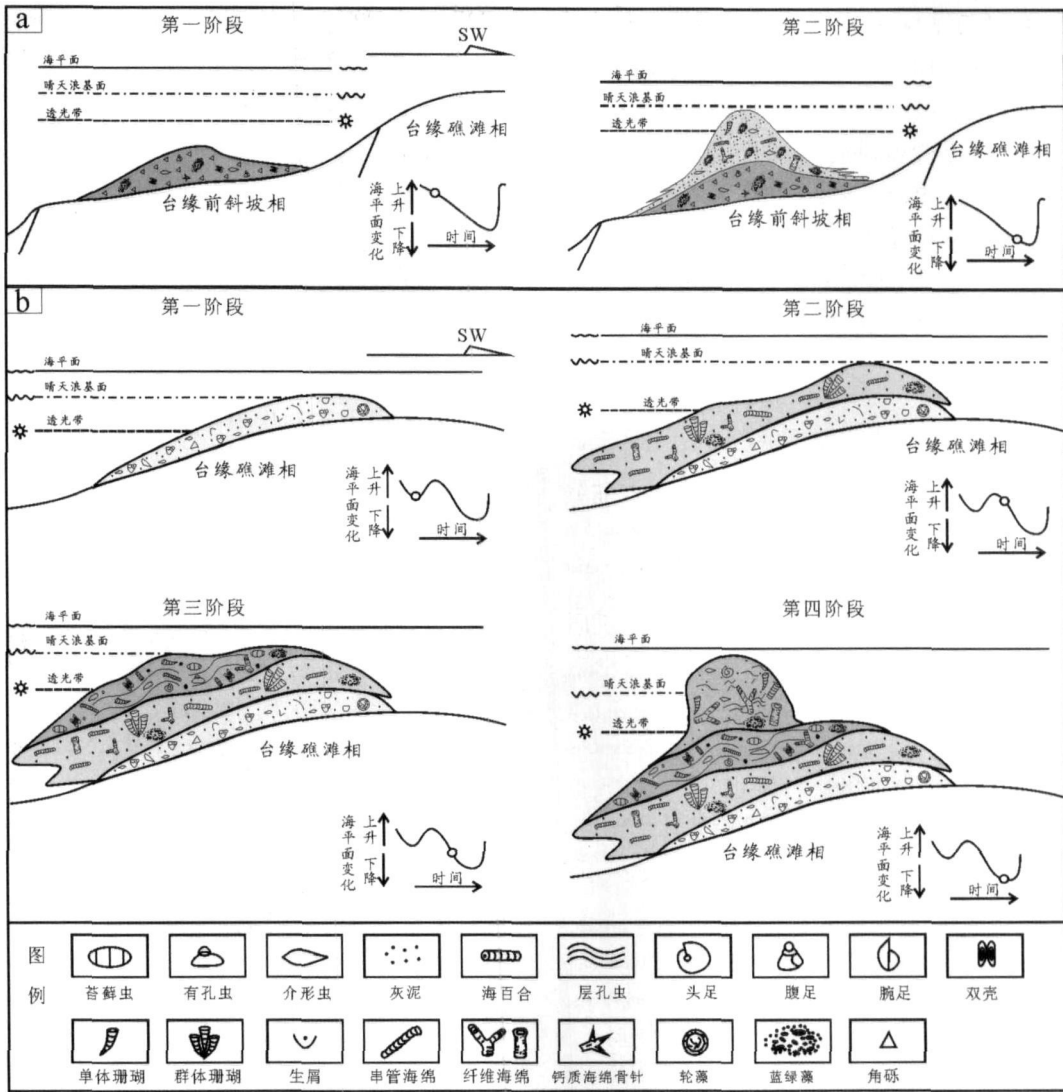 a
第一阶段
SW
海平面
晴天浪基面
透光带
台缘礁滩相
台缘前斜坡相
海平面变化
上升
下降
时间
第二阶段
海平面
晴天浪基面
透光带
台缘礁滩相
台缘前斜坡相
海平面变化
上升
下降
时间
b
第一阶段
SW
海平面
晴天浪基面
透光带
台缘礁滩相
海平面变化
上升
下降
时间
第二阶段
海平面
晴天浪基面
透光带
台缘礁滩相
海平面变化
上升
下降
时间
第三阶段
海平面
晴天浪基面
透光带
台缘礁滩相
海平面变化
上升
下降
时间
第四阶段
海平面
晴天浪基面
透光带
台缘礁滩相
海平面变化
上升
下降
时间
图例
苔藓虫 有孔虫 介形虫 灰泥 海百合 层孔虫 头足 腹足 腕足 双壳
单体珊瑚 群体珊瑚 生屑 串管海绵 纤维海绵 钙质海绵骨针 轮藻 蓝绿藻 角砾